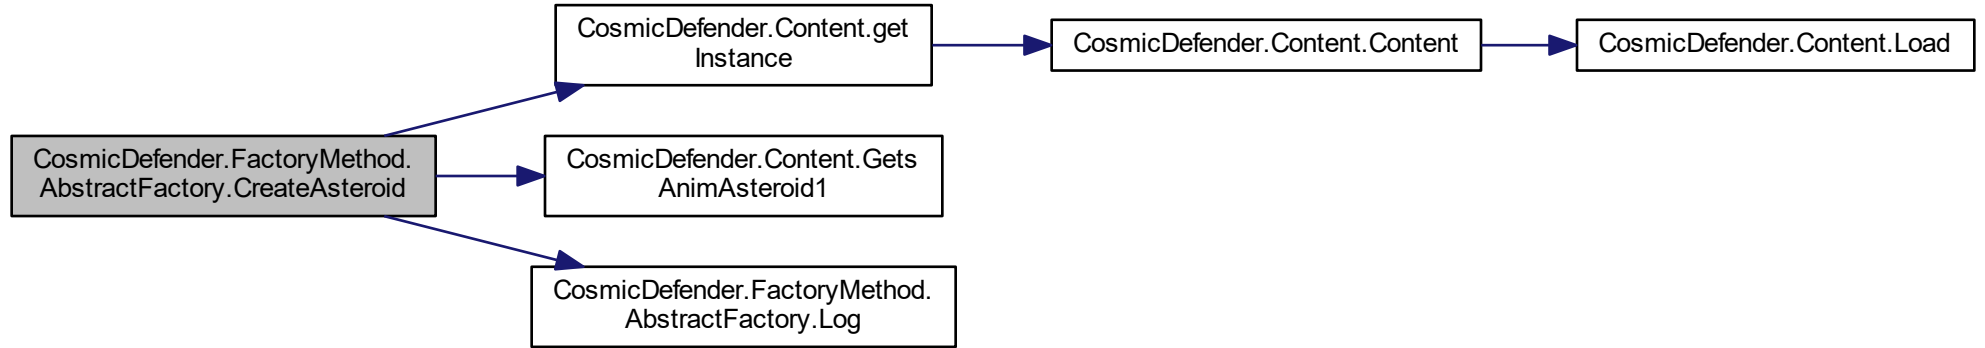 CosmicDefender.Content.get
Instance
CosmicDefender.Content.Content
CosmicDefender.Content.Load
CosmicDefender.FactoryMethod.
AbstractFactory.CreateAsteroid
CosmicDefender.Content.Gets
AnimAsteroid1
CosmicDefender.FactoryMethod.
AbstractFactory.Log